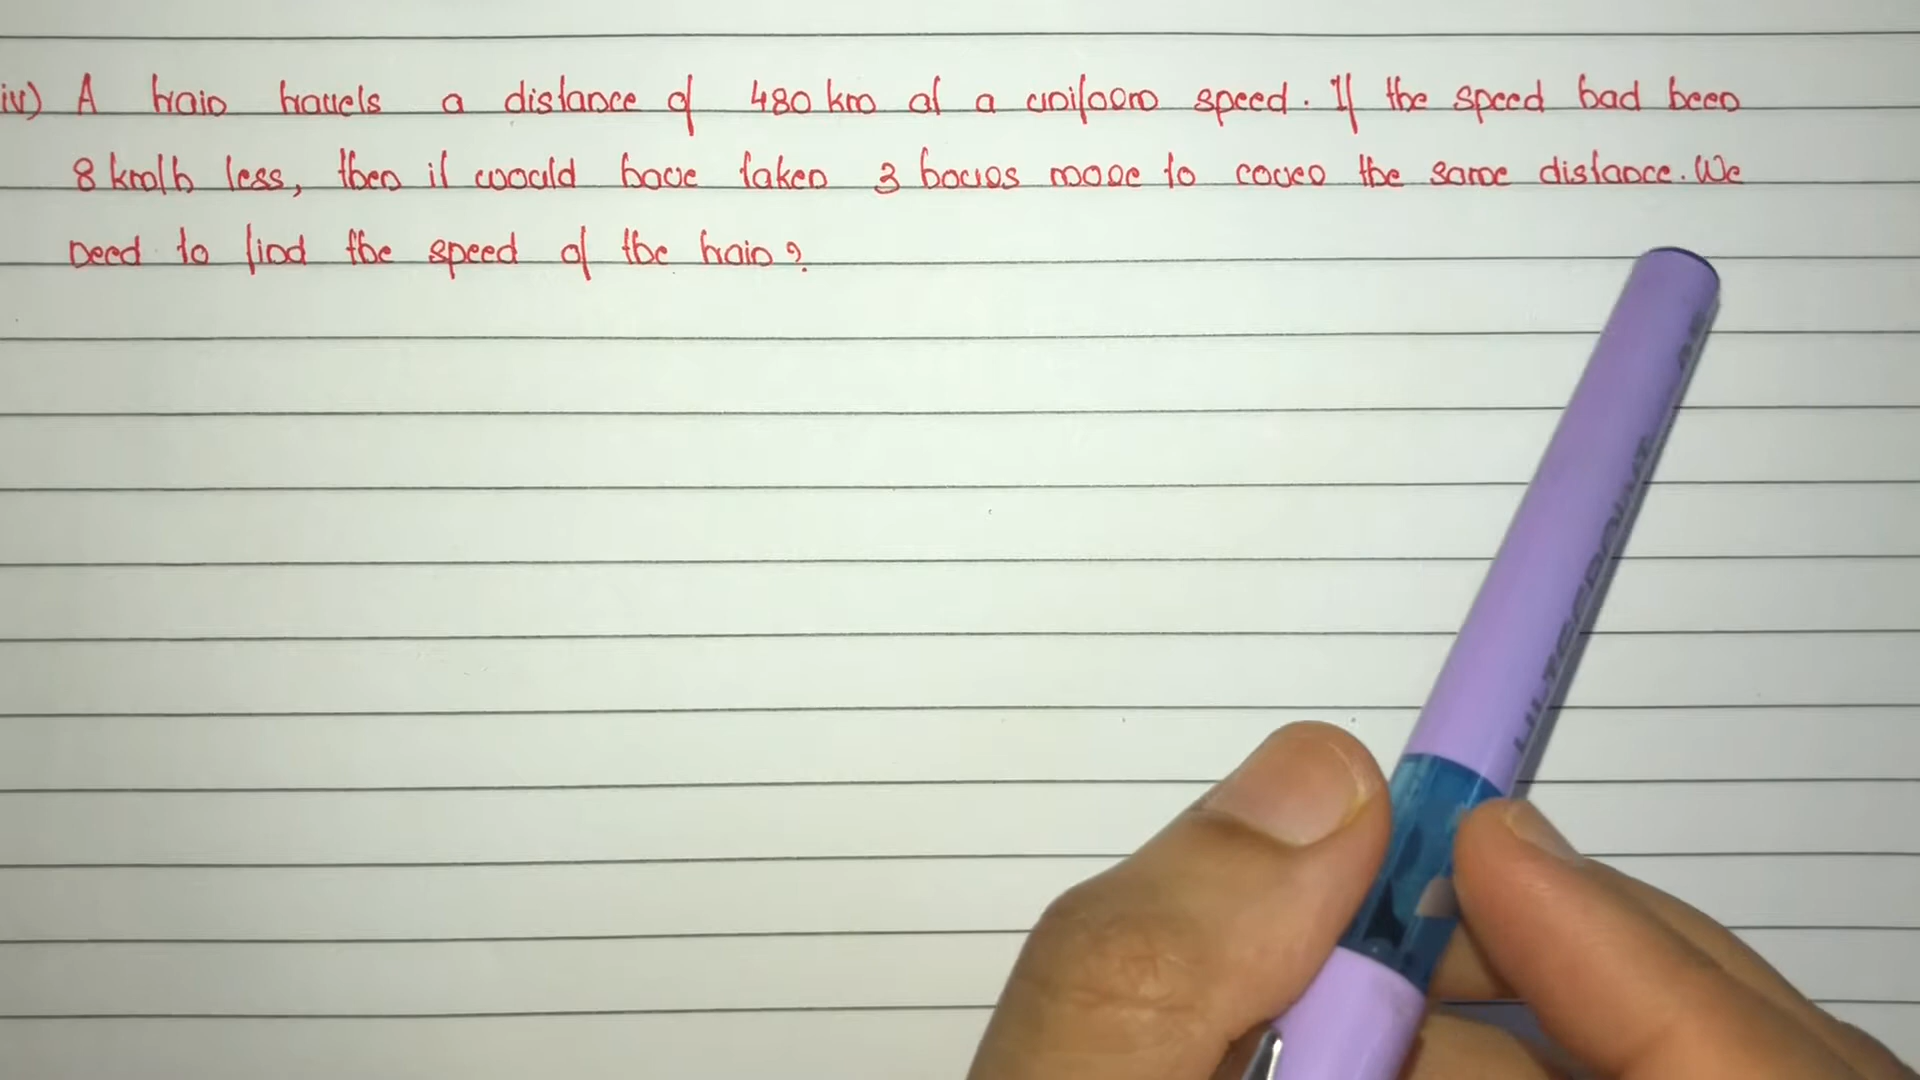 iv) A train travels a distance of 480 km at a uniform speed. If the speed had been
8 km/h less, then it would have taken 3 hours more to cover the same distance. We
need to find the speed of the train?